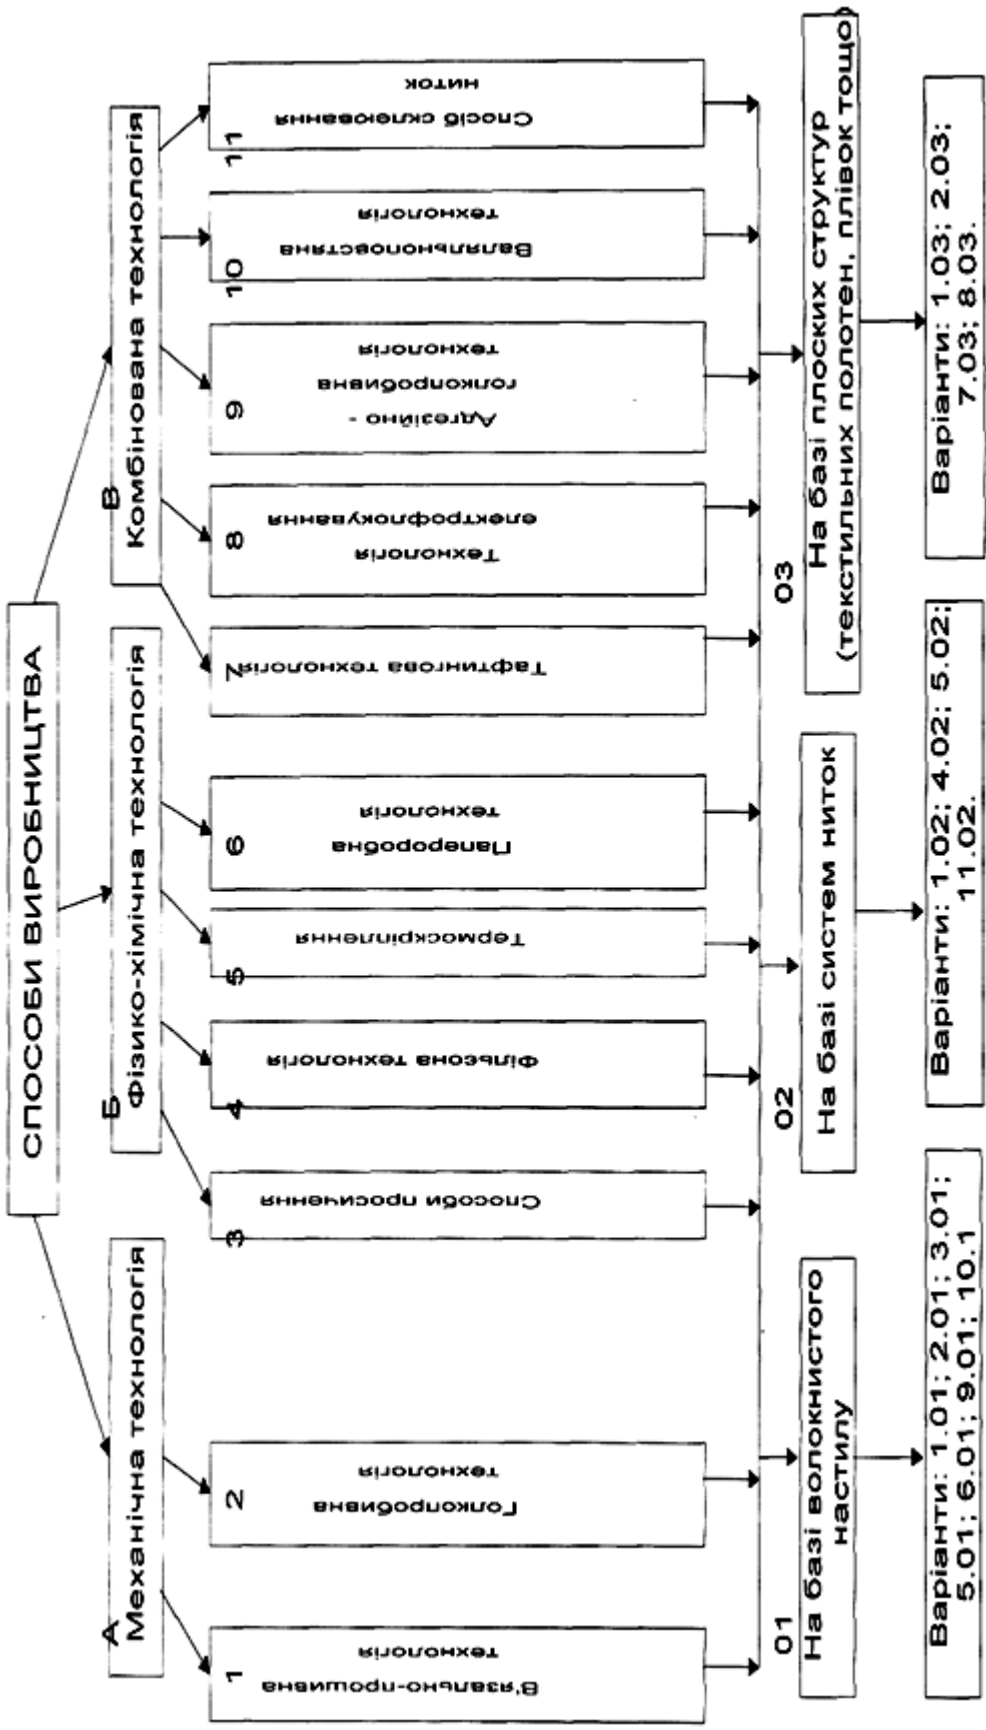 СПОСОБИ ВИРОБНИЦТВА
А
Механічна технологія
Б
Фізико-хімічна технологія
В
Комбінована технологія
1
В'язально-прошивна
технологія
2
Голкопробивна
технологія
3
Способи просичення
4
Фільєона технологія
5
Термоскріплення
6
Папероробна
технологія
7
Тафтингова технологія
8
Технологія
електрофлокування
9
Адгезійно -
голкопробивна
технологія
10
Валяльноповстяна
технологія
11
Спосіб склеювання
ниток
01
На базі волокнистого
настилу
02
На базі систем ниток
03
На базі плоских структур
(текстильних полотен, плівок тощо)
Варіанти: 1.01; 2.01; 3.01;
5.01; 6.01; 9.01; 10.1
Варіанти: 1.02; 4.02; 5.02;
11.02.
Варіанти: 1.03; 2.03;
7.03; 8.03.